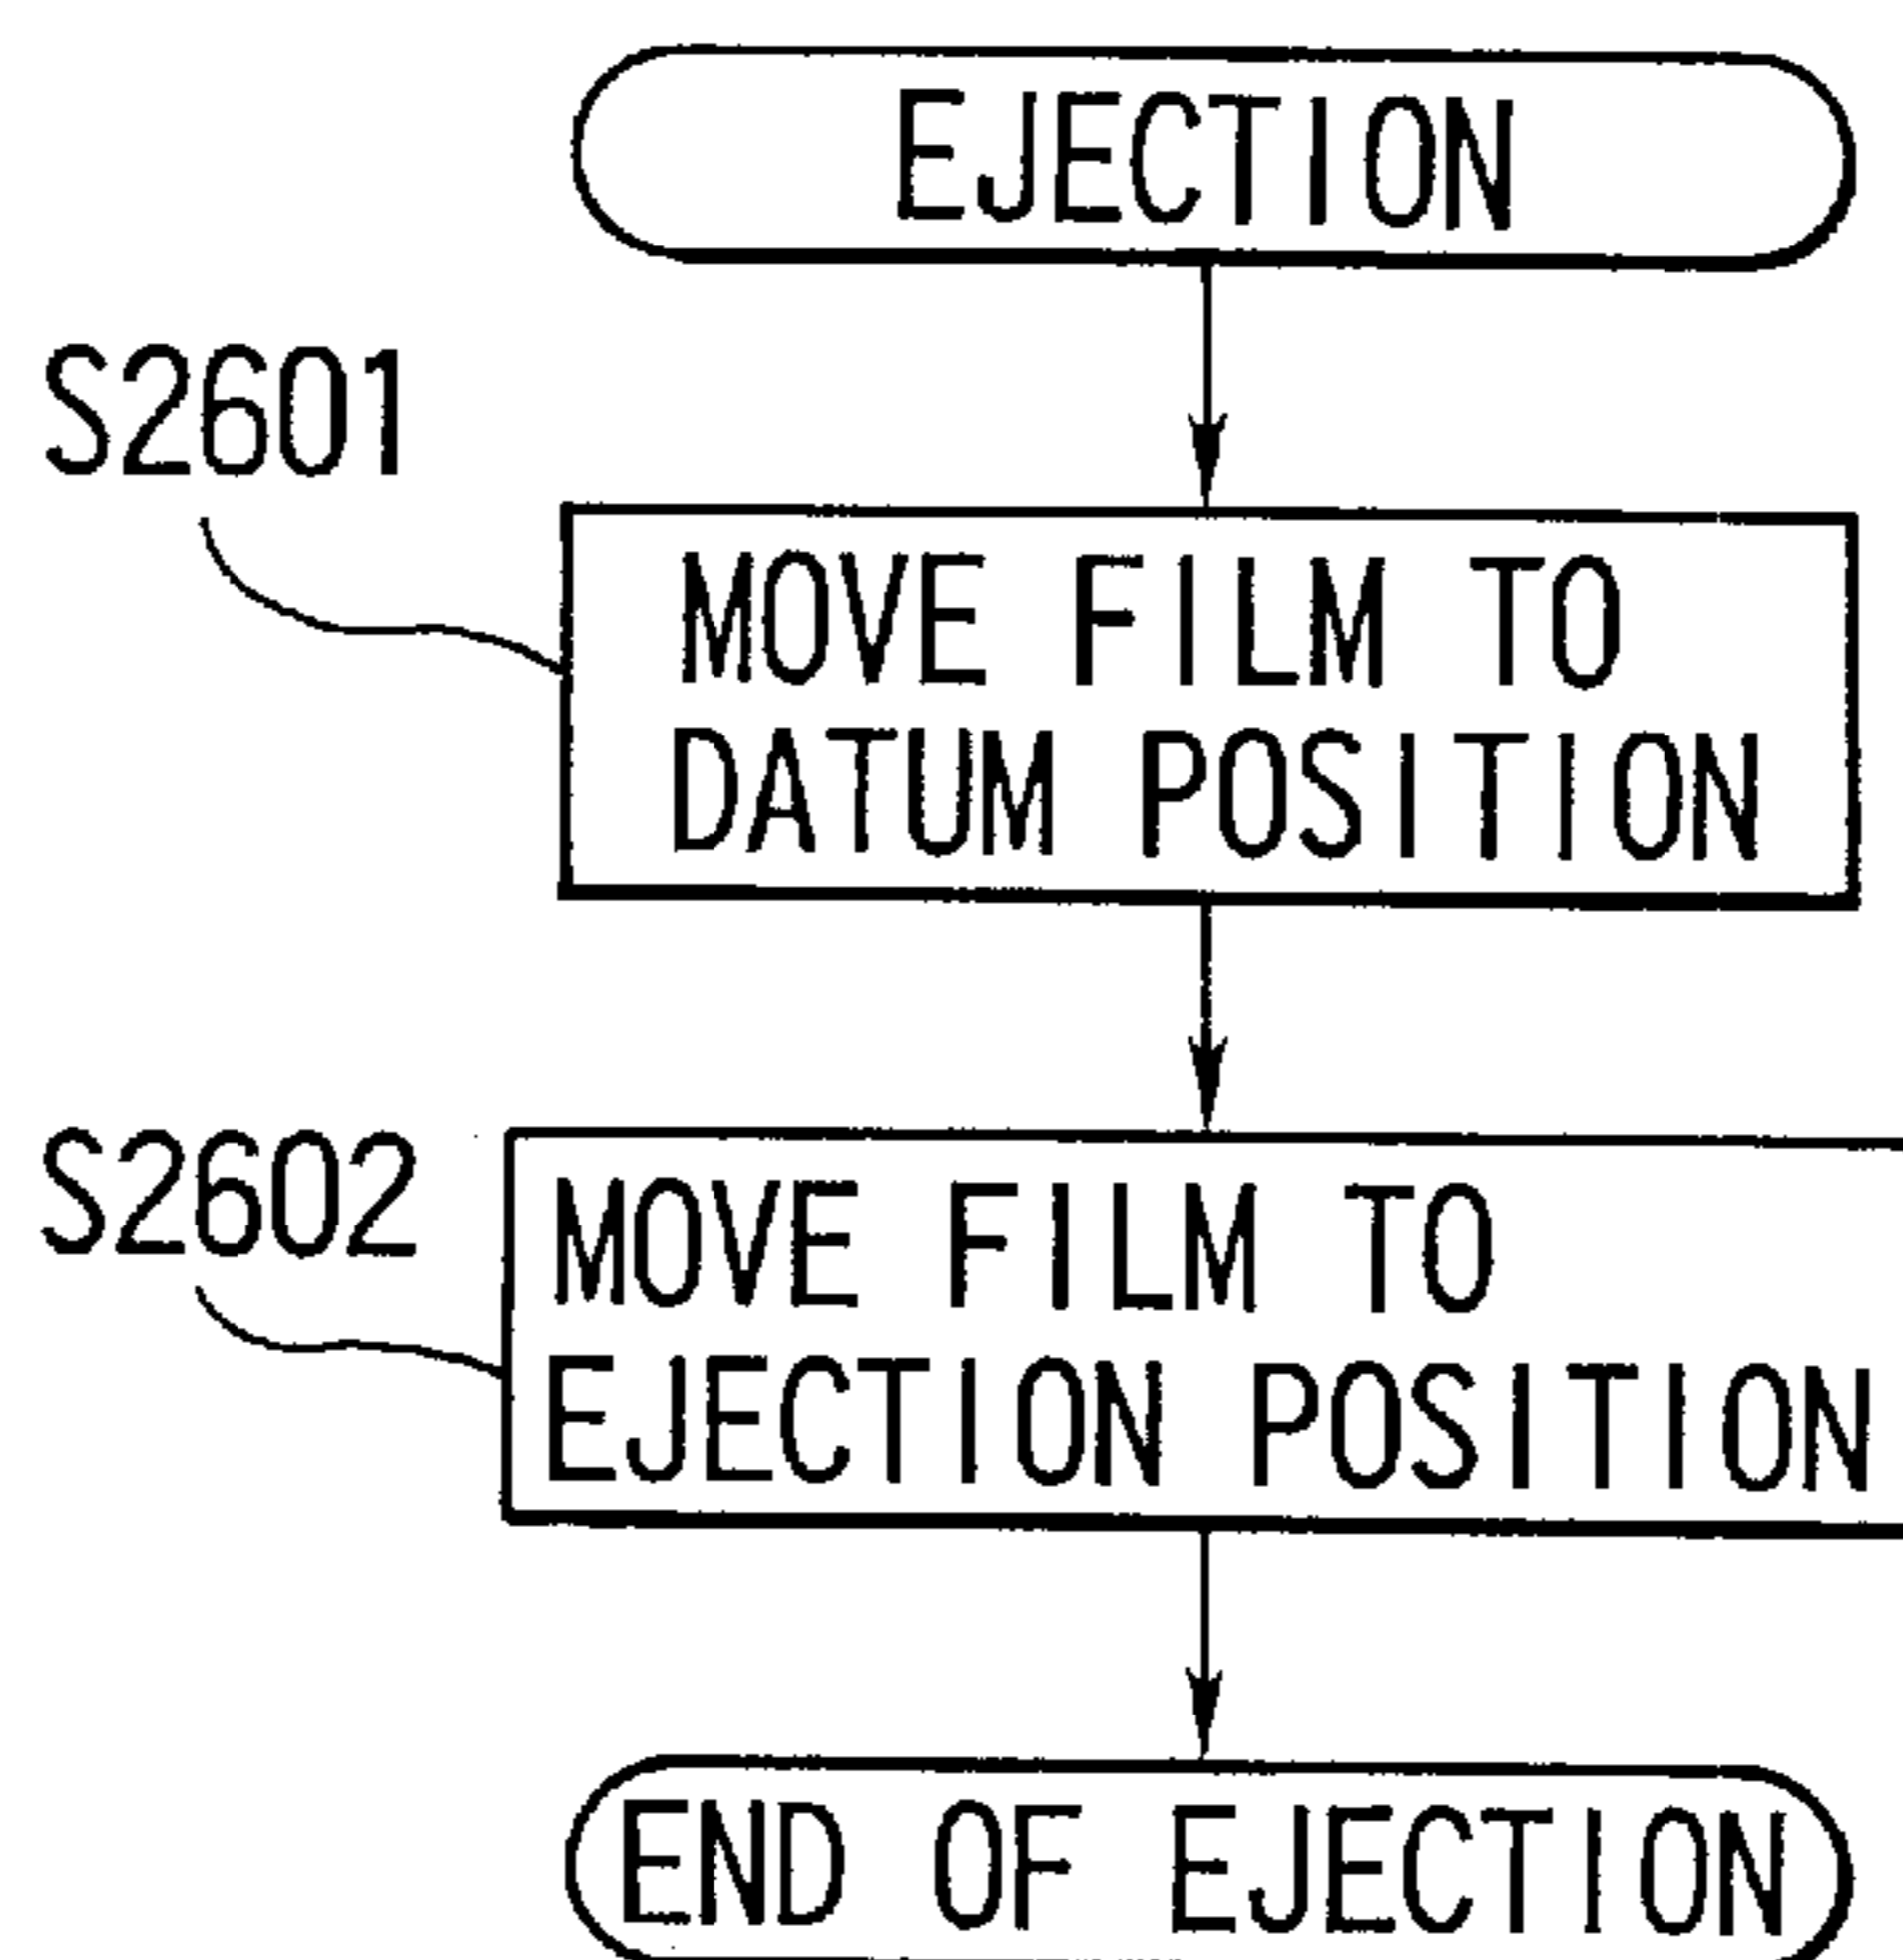 EJECTION
S2601
MOVE FILM TO
DATUM POSITION
S2602
MOVE FILM TO
EJECTION POSITION
END OF EJECTION